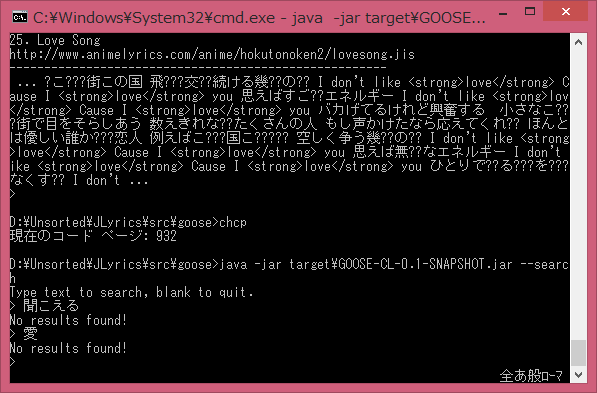 C:¥Windows¥System32¥cmd.exe - java -jar target¥GOOSE...
25. Love Song
http://www.animelyrics.com/anime/hokutonoken2/lovesong.jis
------------------------------------------------------
... ?こ???街この国 飛???交??続ける幾??の?? I don't like <strong>love</strong> C
ause I <strong>love</strong> you 思えばすご??エネルギー I don't like <strong>lov
e</strong> Cause I <strong>love</strong> you バカげてるけれど興奮する 小さなこ??
?街で目をそらしあう 数えきれな??たく さんの人 もし声かけたなら応えてくれ?? ほんと
は優しい誰か???恋人 例えばこ???国こ????? 空しく争う幾??の?? I don't like <strong
>love</strong> Cause I <strong>love</strong> you 思えば無??なエネルギー I don't l
ike <strong>love</strong> Cause I <strong>love</strong> you ひとりで??る???を???
なくす?? I don't ...
>
D:¥Unsorted¥JLyrics¥src¥goose>chcp
現在のコード ページ: 932
D:¥Unsorted¥JLyrics¥src¥goose>java -jar target¥GOOSE-CL-0.1-SNAPSHOT.jar --searc
h
Type text to search, blank to quit.
> 聞こえる
No results found!
> 愛
No results found!
>
全あ般ﾛｰﾏ